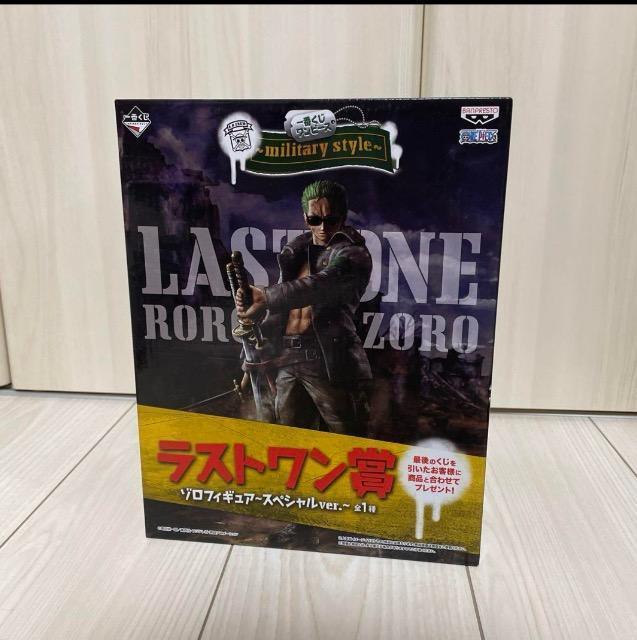 一番くじ
一番くじ
ワンピース
~military style~
BANPRESTO
ONE PIECE
LAST ONE
RORO ZORO
ラストワン賞
ゾロフィギュア~スペシャルver.~ 全1種
最後のくじを
引いたお客様に
商品と合わせて
プレゼント!